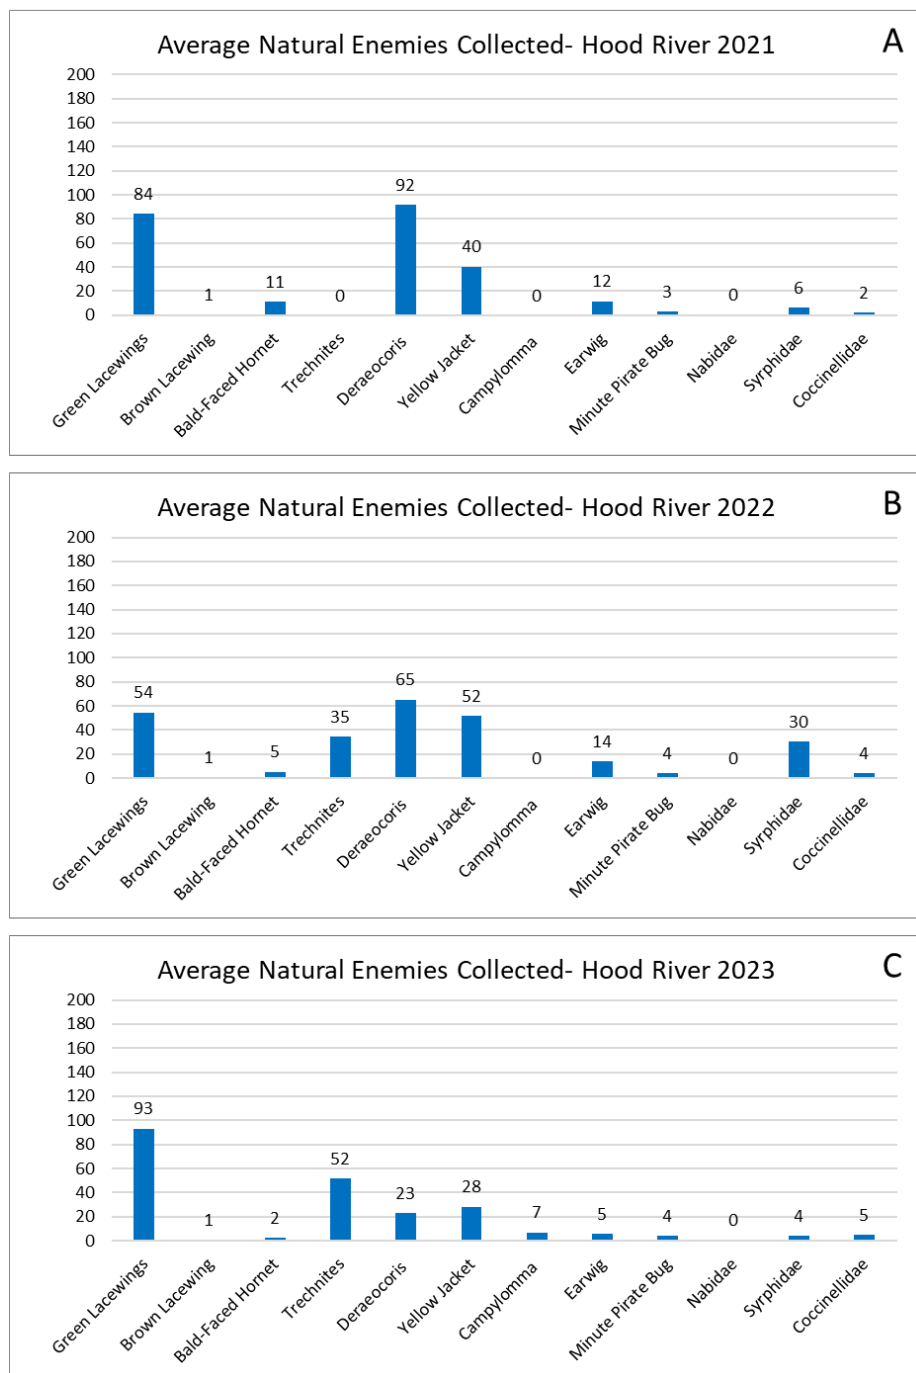 Average Natural Enemies Collected- Hood River 2021
A
200
180
160
140
120
100
80
60
40
20
0
84
1
11
0
92
40
0
12
3
0
6
2
Green Lacewings
Brown Lacewing
Bald-Faced Hornet
Trechnites
Deraeocoris
Yellow Jacket
Campylomma
Earwig
Minute Pirate Bug
Nabidae
Syrphidae
Coccinellidae
Average Natural Enemies Collected- Hood River 2022
B
200
180
160
140
120
100
80
60
40
20
0
54
1
5
35
65
52
0
14
4
0
30
4
Green Lacewings
Brown Lacewing
Bald-Faced Hornet
Trechnites
Deraeocoris
Yellow Jacket
Campylomma
Earwig
Minute Pirate Bug
Nabidae
Syrphidae
Coccinellidae
Average Natural Enemies Collected- Hood River 2023
C
200
180
160
140
120
100
80
60
40
20
0
93
1
2
52
23
28
7
5
4
0
4
5
Green Lacewings
Brown Lacewing
Bald-Faced Hornet
Trechnites
Deraeocoris
Yellow Jacket
Campylomma
Earwig
Minute Pirate Bug
Nabidae
Syrphidae
Coccinellidae